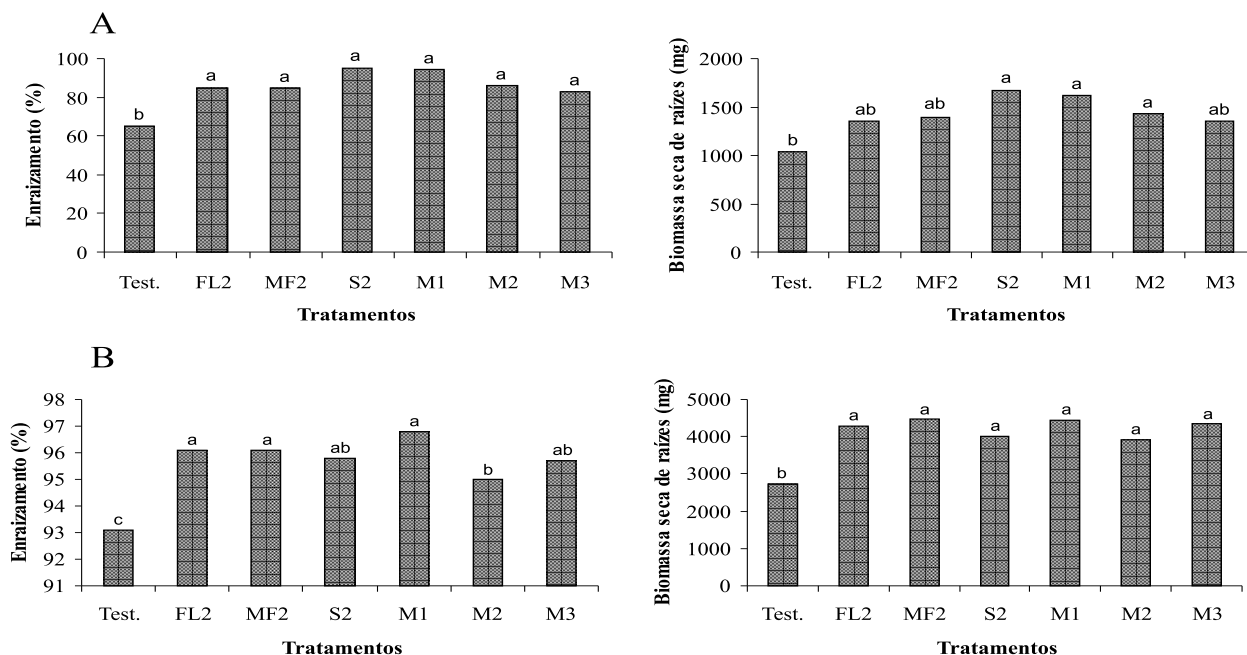 A
Enraizamento (%)
100
80
60
40
20
0
b
a
a
a
a
a
a
Test. FL2 MF2 S2 M1 M2 M3
Tratamentos
Biomassa seca de raízes (mg)
2000
1500
1000
500
0
b
ab
ab
a
a
a
ab
Test. FL2 MF2 S2 M1 M2 M3
Tratamentos
B
Enraizamento (%)
98
97
96
95
94
93
92
91
c
a
a
ab
a
b
ab
Test. FL2 MF2 S2 M1 M2 M3
Tratamentos
Biomassa seca de raízes (mg)
5000
4000
3000
2000
1000
0
b
a
a
a
a
a
a
Test. FL2 MF2 S2 M1 M2 M3
Tratamentos